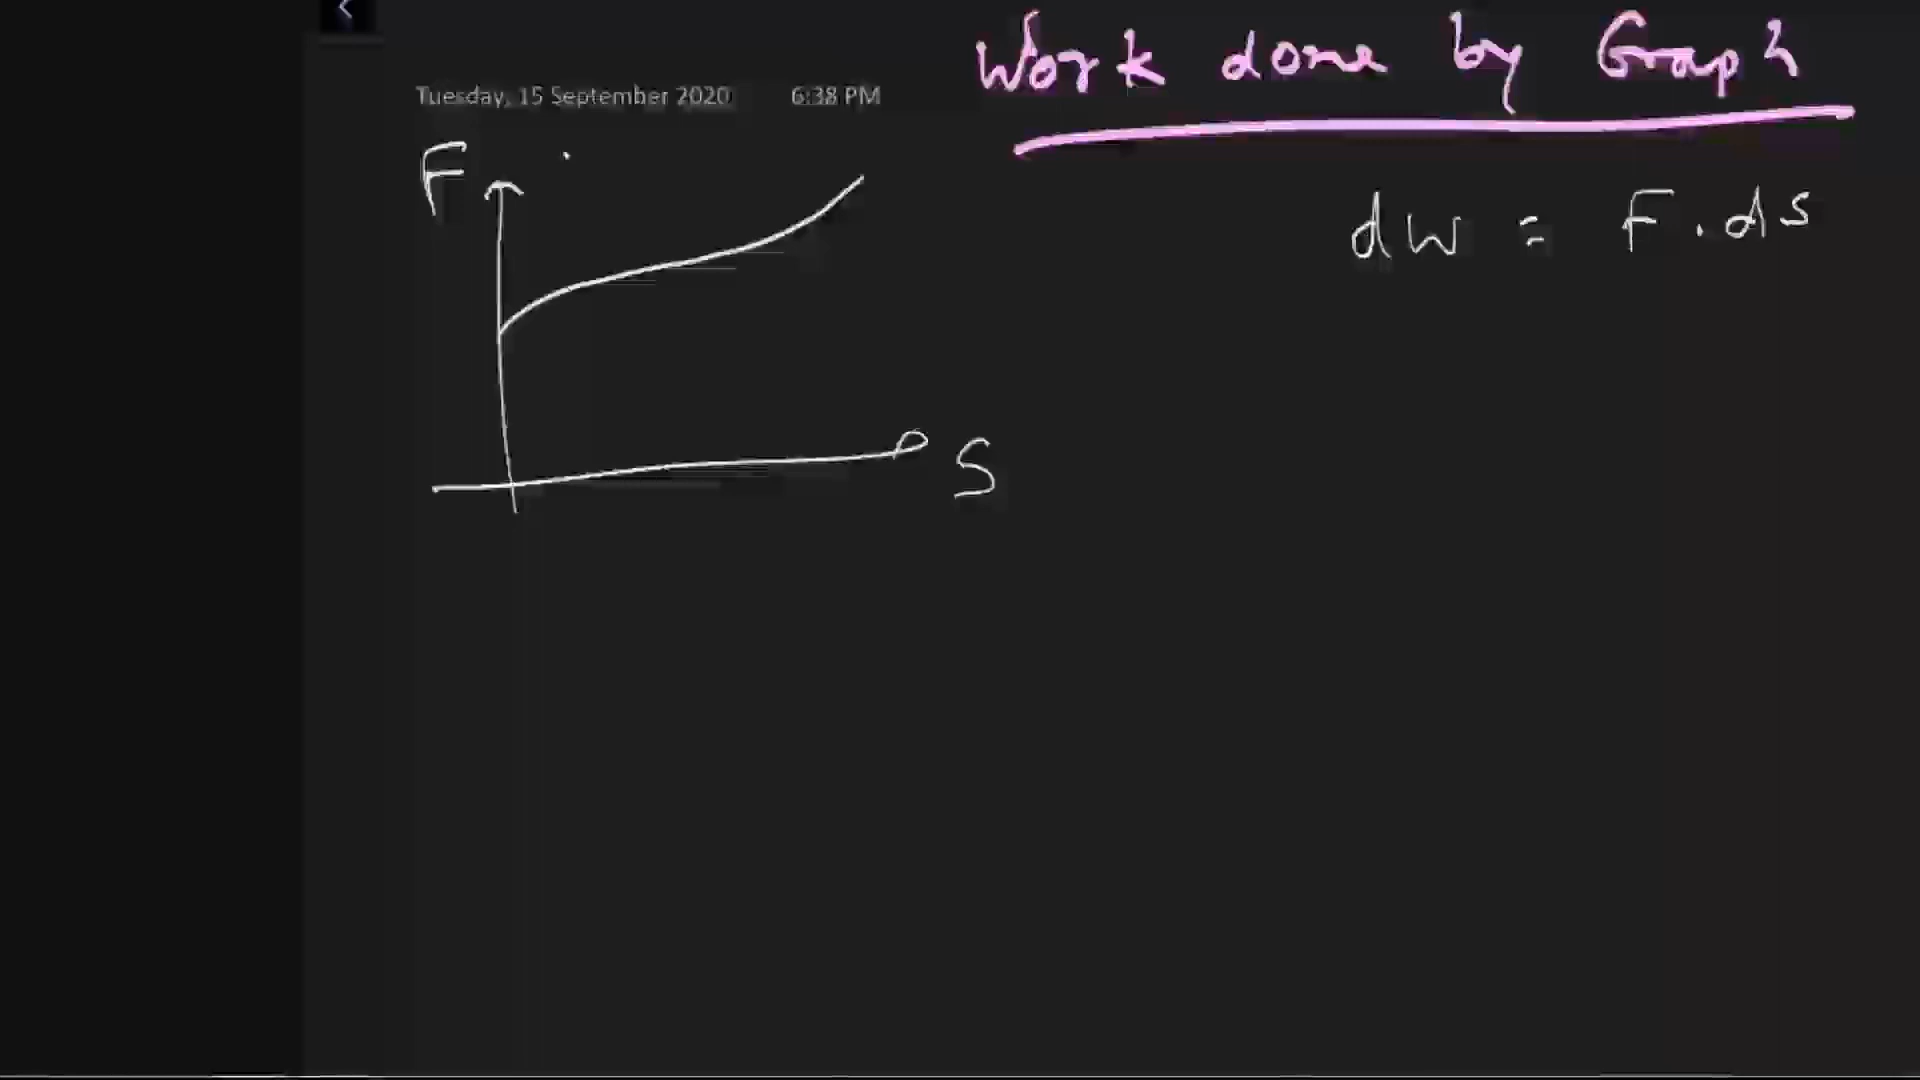 Work done by Graph
Tuesday, 15 September 2020 6:38 PM
F
dw = F.ds
S